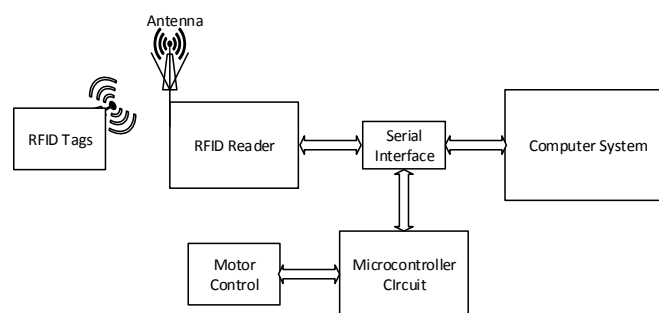 Antenna
RFID Tags
RFID Reader
Serial
Interface
Computer System
Motor
Control
Microcontroller
CIrcuit